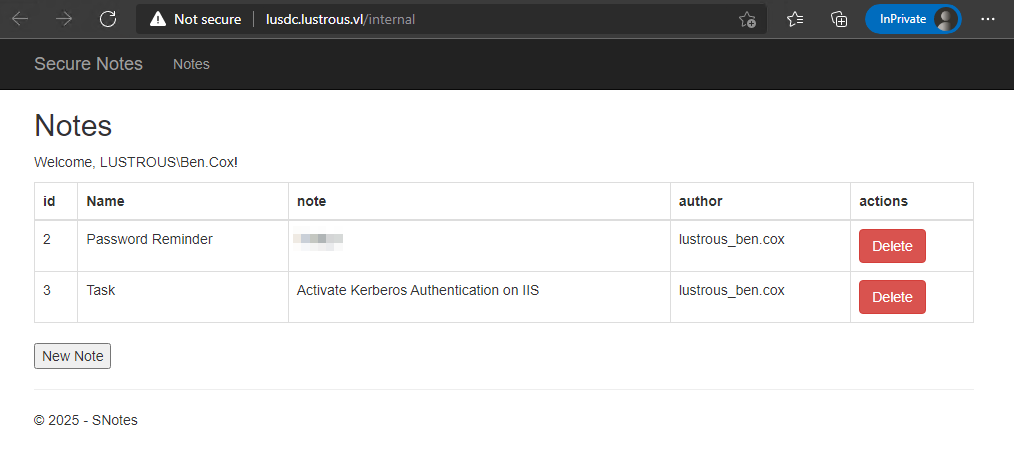 Not secure lusdc.lustrous.vl/internal InPrivate
Secure Notes Notes
Notes
Welcome, LUSTROUS\Ben.Cox!
id Name note author actions
2 Password Reminder lustrous_ben.cox Delete
3 Task Activate Kerberos Authentication on IIS lustrous_ben.cox Delete
New Note
© 2025 - SNotes